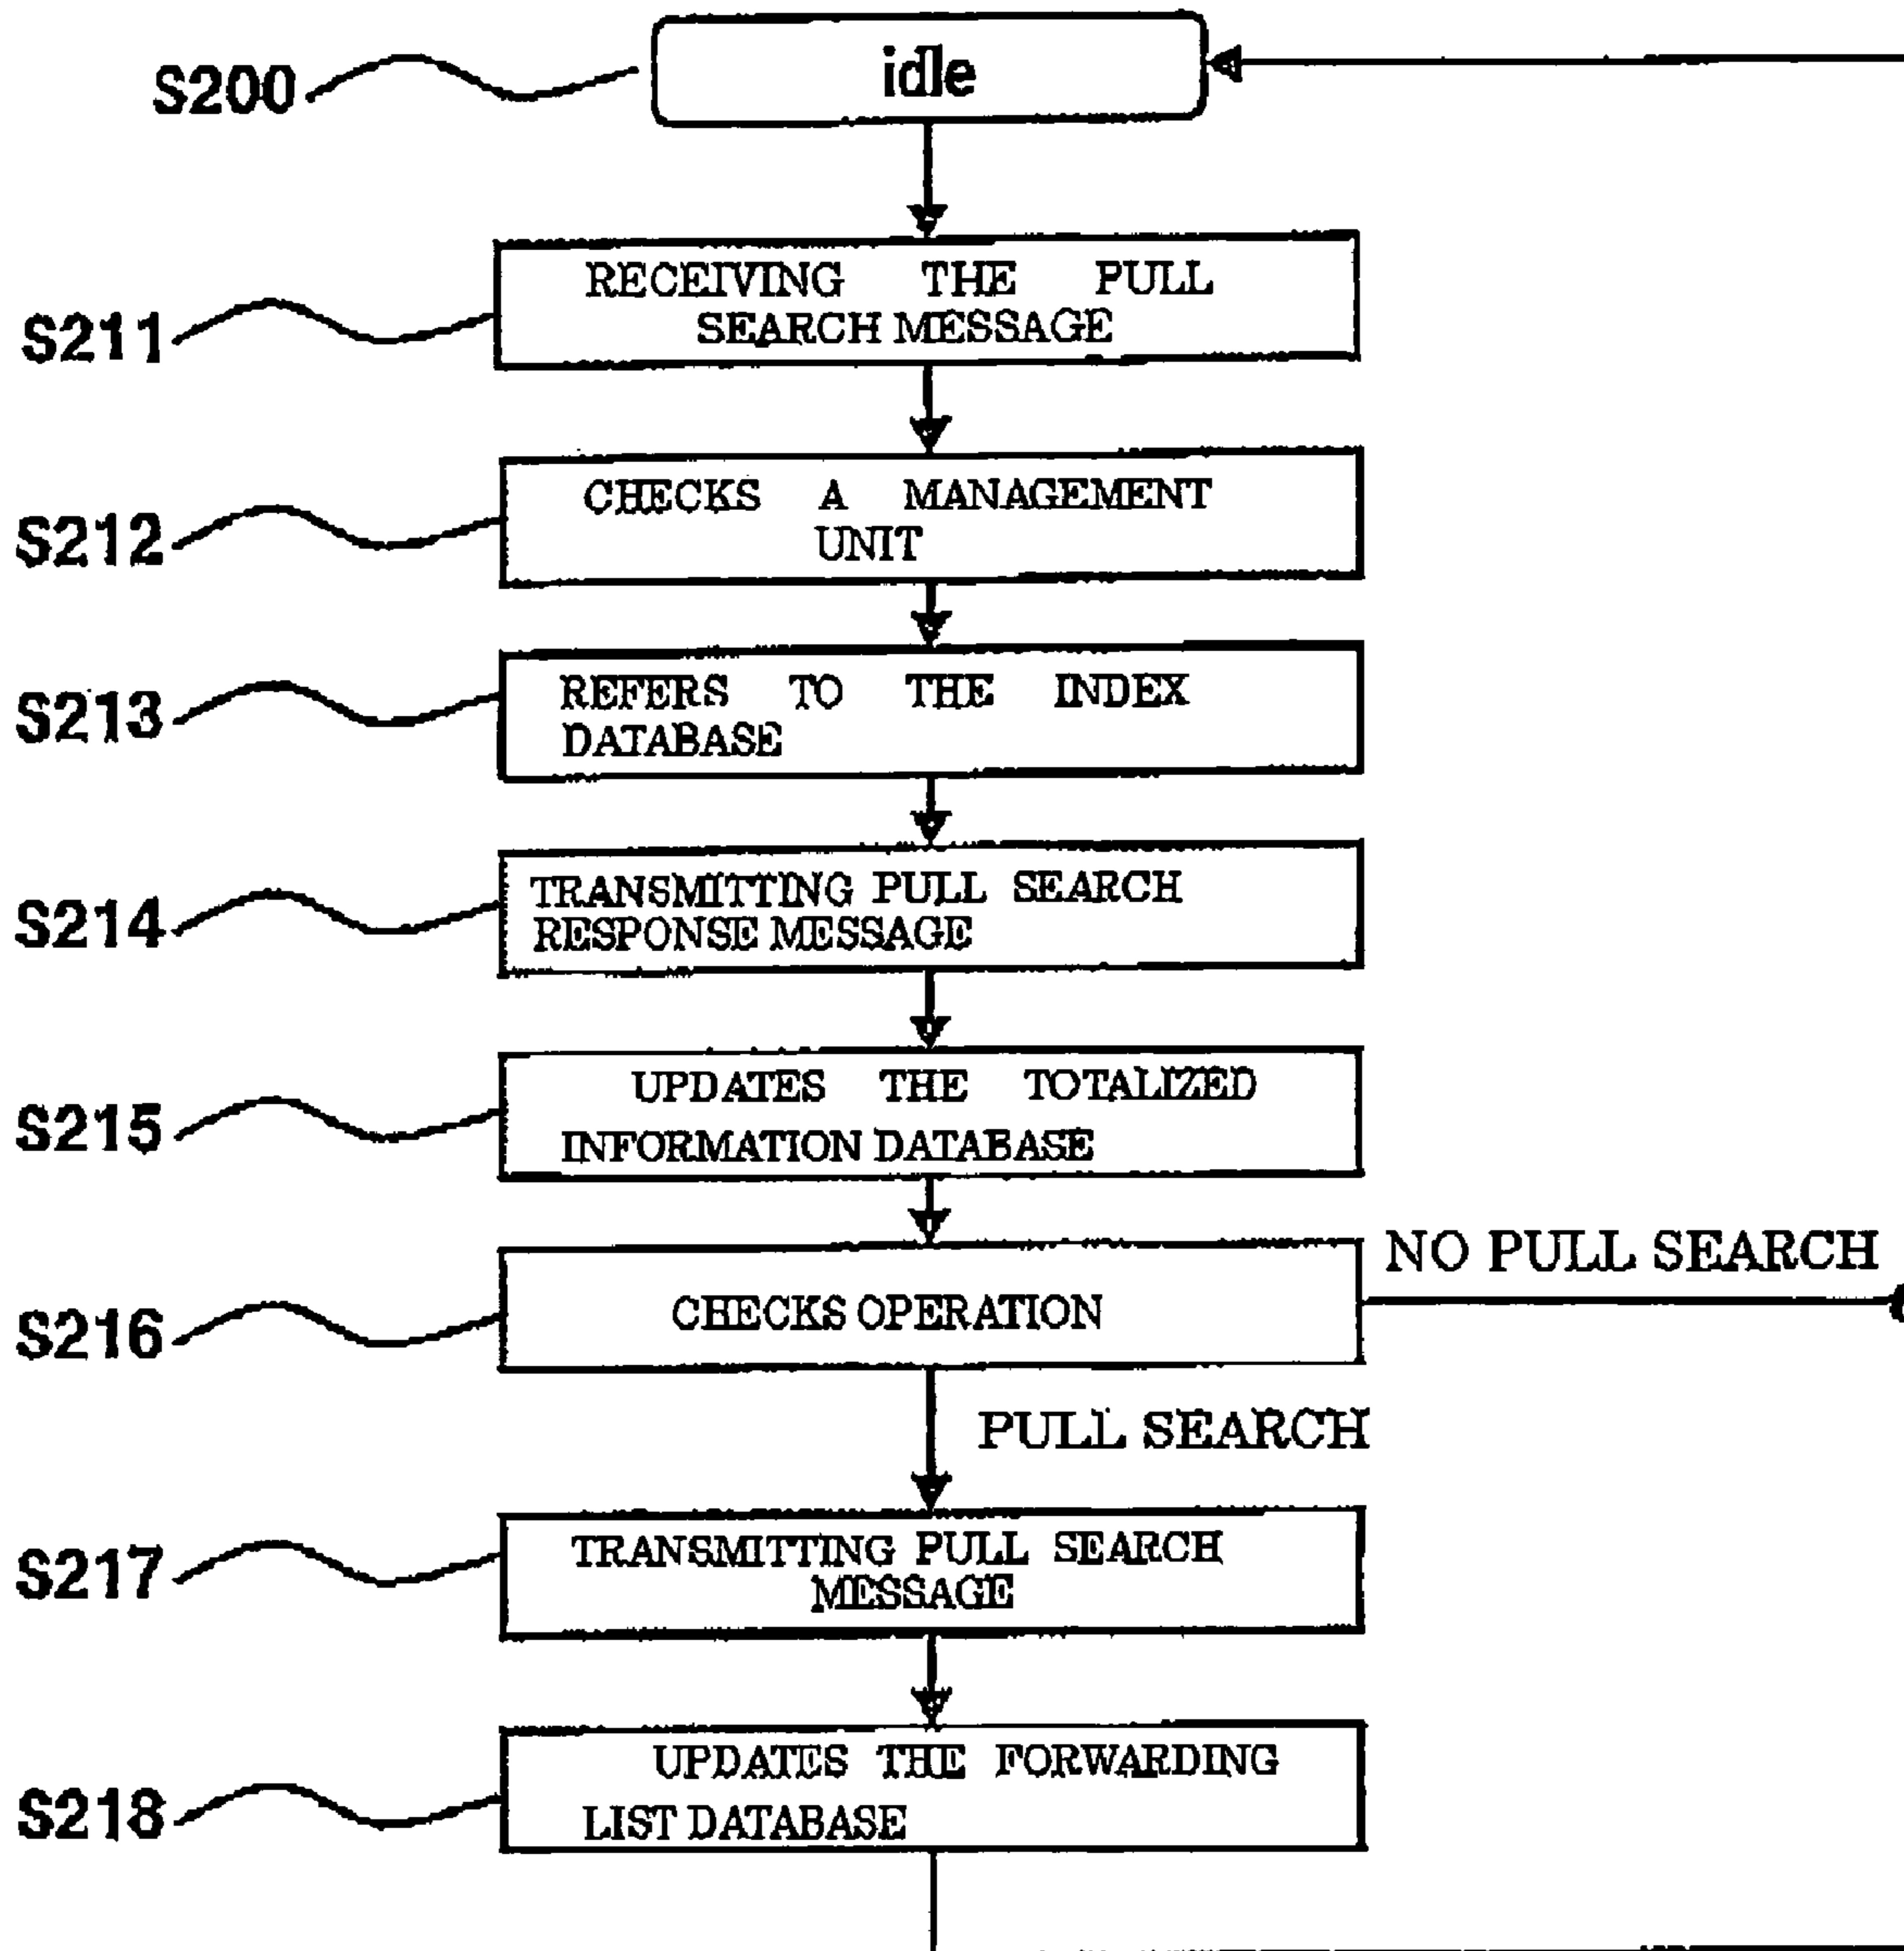 S200
idle
S211
RECEIVING THE PULL
SEARCH MESSAGE
S212
CHECKS A MANAGEMENT
UNIT
S213
REFERS TO THE INDEX
DATABASE
S214
TRANSMITTING PULL SEARCH
RESPONSE MESSAGE
S215
UPDATES THE TOTALIZED
INFORMATION DATABASE
S216
CHECKS OPERATION
NO PULL SEARCH
PULL SEARCH
S217
TRANSMITTING PULL SEARCH
MESSAGE
S218
UPDATES THE FORWARDING
LIST DATABASE